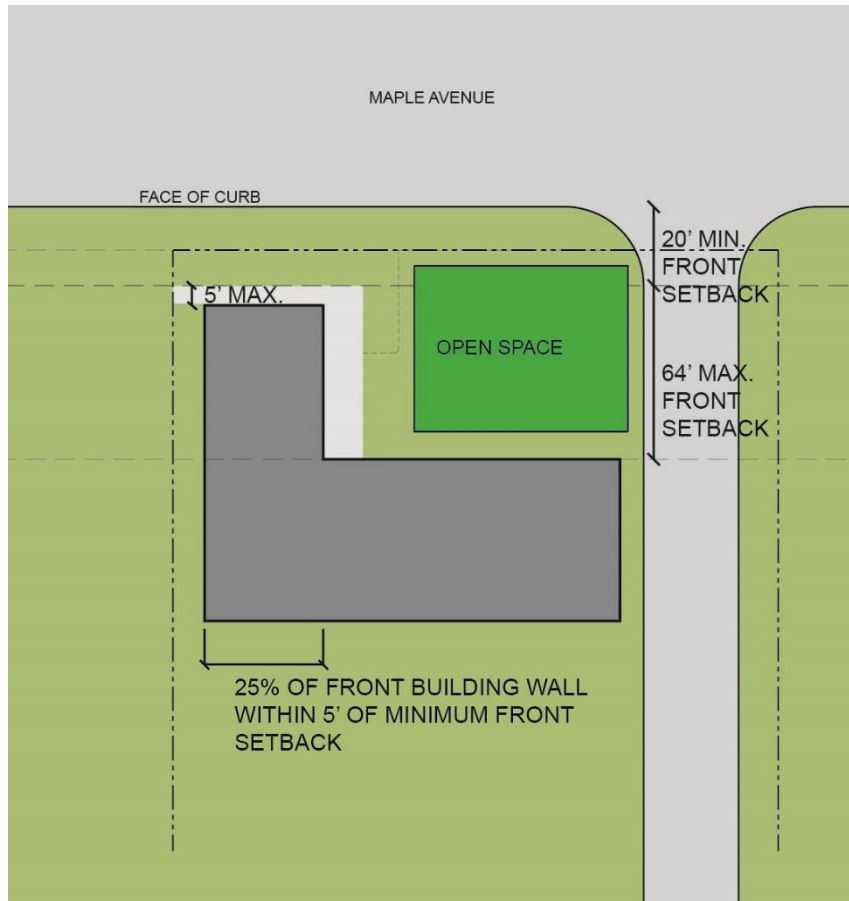 MAPLE AVENUE
FACE OF CURB
20’ MIN.
FRONT
SETBACK
5’ MAX.
OPEN SPACE
64’ MAX.
FRONT
SETBACK
25% OF FRONT BUILDING WALL
WITHIN 5’ OF MINIMUM FRONT
SETBACK